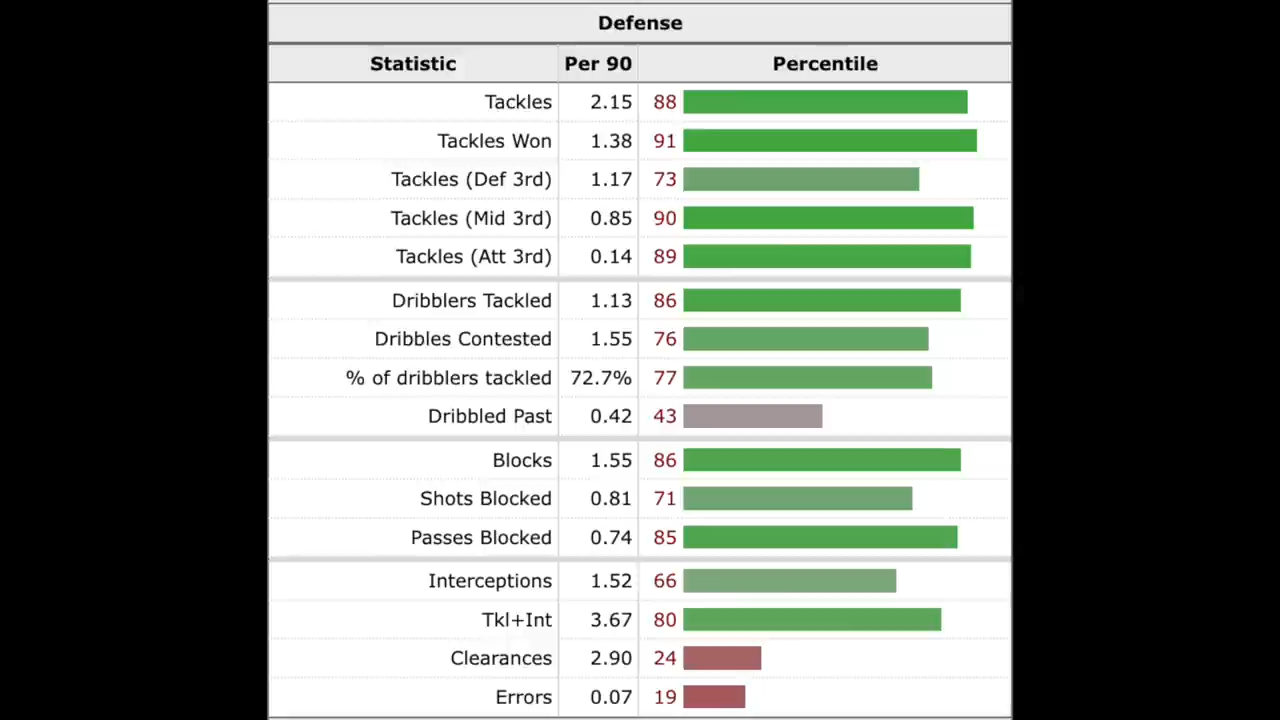 Defense
Statistic Per 90 Percentile
Tackles 2.15 88
Tackles Won 1.38 91
Tackles (Def 3rd) 1.17 73
Tackles (Mid 3rd) 0.85 90
Tackles (Att 3rd) 0.14 89
Dribblers Tackled 1.13 86
Dribbles Contested 1.55 76
% of dribblers tackled 72.7% 77
Dribbled Past 0.42 43
Blocks 1.55 86
Shots Blocked 0.81 71
Passes Blocked 0.74 85
Interceptions 1.52 66
Tkl+Int 3.67 80
Clearances 2.90 24
Errors 0.07 19